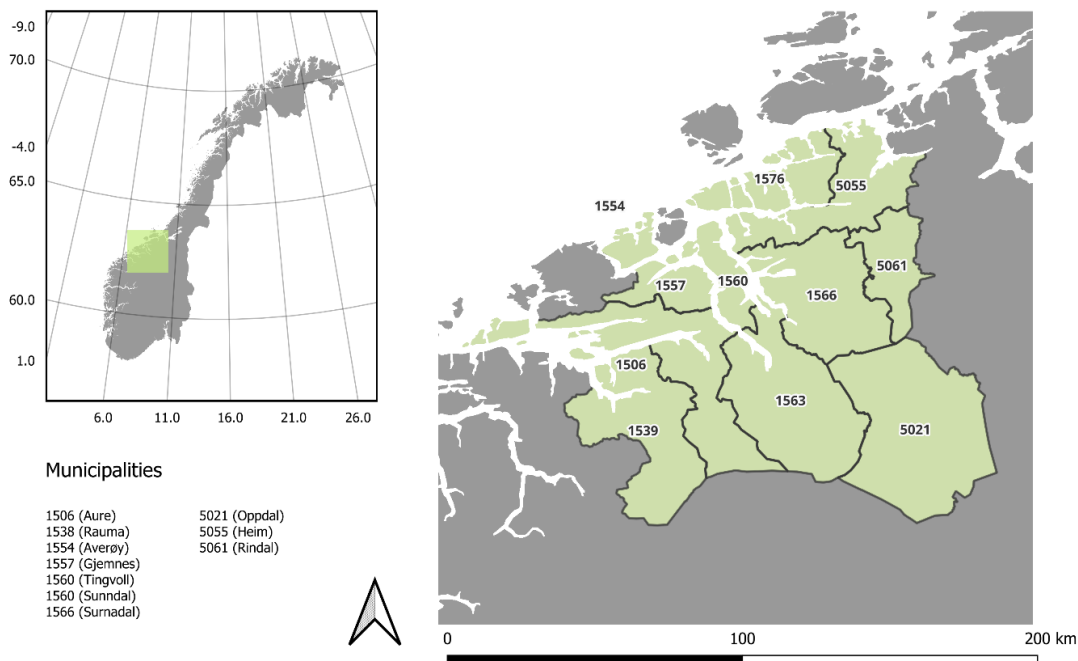 -9.0
70.0
-4.0
65.0
60.0
1.0
6.0 11.0 16.0 21.0 26.0
Municipalities
1506 (Aure)
1538 (Rauma)
1554 (Averøy)
1557 (Gjemnes)
1560 (Tingvoll)
1560 (Sunndal)
1566 (Surnadal)
5021 (Oppdal)
5055 (Heim)
5061 (Rindal)
1576
5055
1554
5061
1557
1560
1566
1506
1563
1539
5021
0 100 200 km